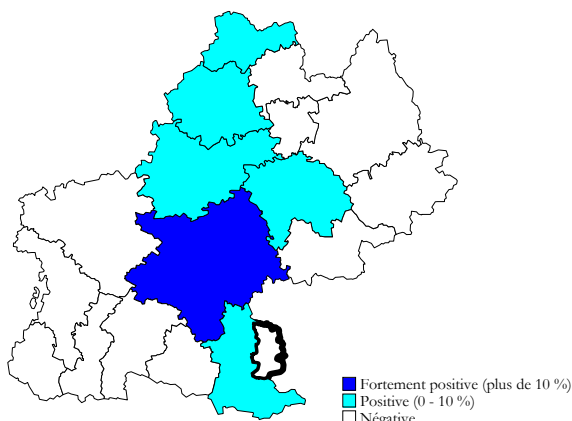 Fortement positive (plus de 10 %)
Positive (0 - 10 %)
Négative